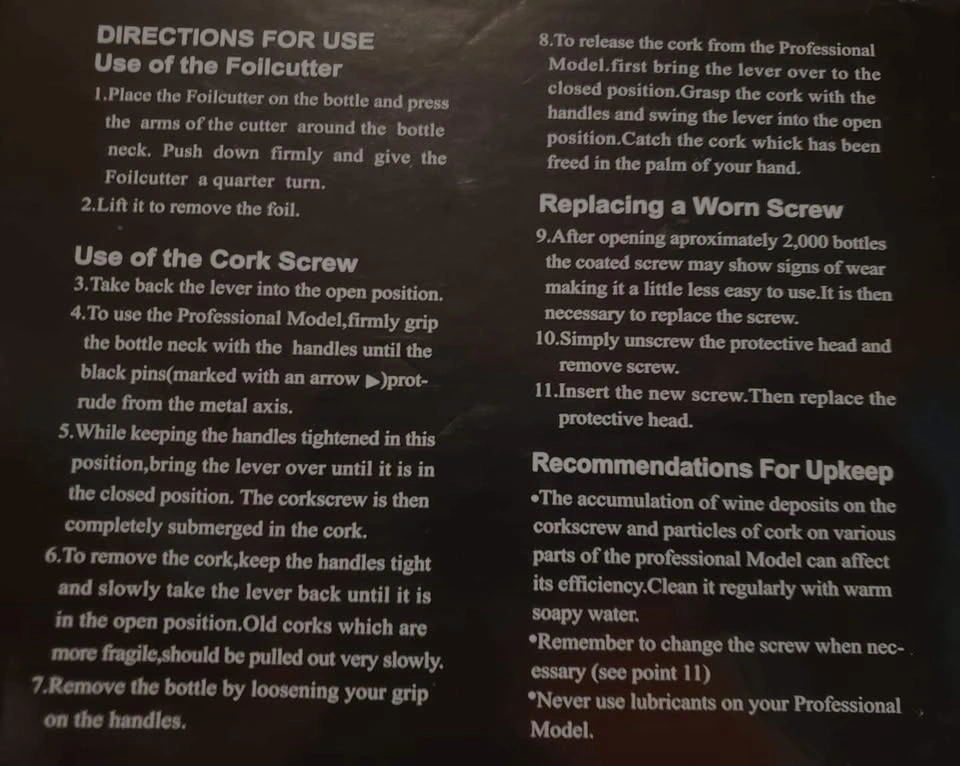 DIRECTIONS FOR USE
Use of the Foilcutter
1.Place the Foilcutter on the bottle and press
the arms of the cutter around the bottle
neck. Push down firmly and give the
Foilcutter a quarter turn.
2.Lift it to remove the foil.
Use of the Cork Screw
3.Take back the lever into the open position.
4.To use the Professional Model,firmly grip
the bottle neck with the handles until the
black pins(marked with an arrow ▶)prot-
rude from the metal axis.
5.While keeping the handles tightened in this
position,bring the lever over until it is in
the closed position. The corkscrew is then
completely submerged in the cork.
6.To remove the cork,keep the handles tight
and slowly take the lever back until it is
in the open position.Old corks which are
more fragile,should be pulled out very slowly.
7.Remove the bottle by loosening your grip
on the handles.
8.To release the cork from the Professional
Model.first bring the lever over to the
closed position.Grasp the cork with the
handles and swing the lever into the open
position.Catch the cork whick has been
freed in the palm of your hand.
Replacing a Worn Screw
9.After opening aproximately 2,000 bottles
the coated screw may show signs of wear
making it a little less easy to use.It is then
necessary to replace the screw.
10.Simply unscrew the protective head and
remove screw.
11.Insert the new screw.Then replace the
protective head.
Recommendations For Upkeep
•The accumulation of wine deposits on the
corkscrew and particles of cork on various
parts of the professional Model can affect
its efficiency.Clean it regularly with warm
soapy water.
•Remember to change the screw when nec-
essary (see point 11)
•Never use lubricants on your Professional
Model.